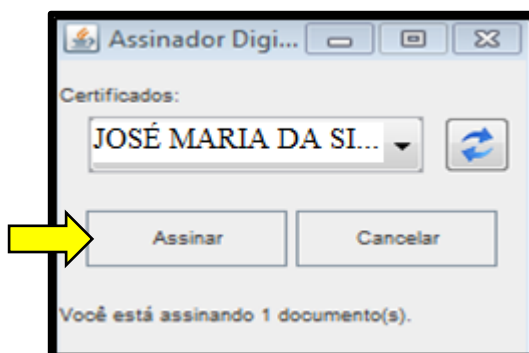 Assinador Digi...
Certificados:
JOSÉ MARIA DA SI...
Assinar Cancelar
Você está assinando 1 documento(s).